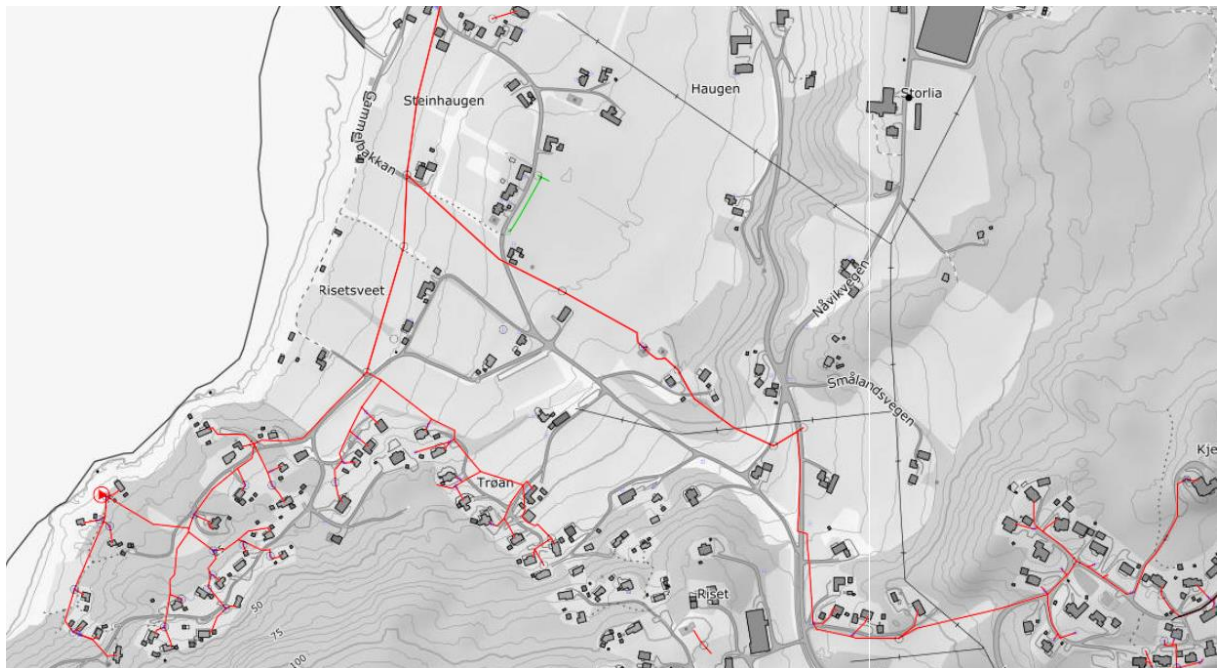 Haugen
Storlia
Steinhaugen
Gammelbakkan
Nåvikvegen
Risetsveet
Smålandsvegen
Kje
Trøan
Riset
50
75
100